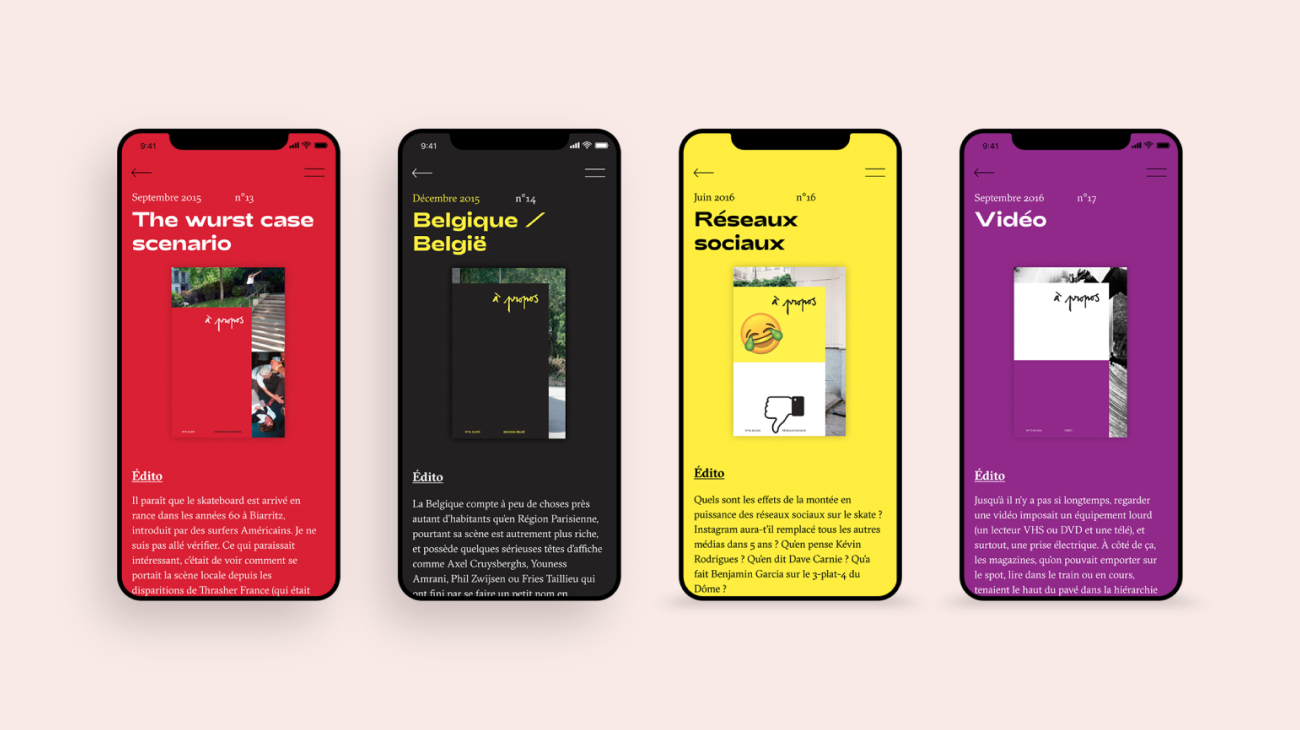 9:41
Septembre 2015 n°13
The wurst case
scenario
à propos
Édito
Il paraît que le skateboard est arrivé en
rance dans les années 60 à Biarritz,
introduit par des surfers Américains. Je ne
suis pas allé vérifier. Ce qui paraissait
intéressant, c'était de voir comment se
portait la scène locale depuis les
disparitions de Thrasher France (qui était
9:41
Décembre 2015 n°14
Belgique /
België
à propos
Édito
La Belgique compte à peu de choses près
autant d'habitants qu'en Région Parisienne,
pourtant sa scène est autrement plus riche,
et possède quelques sérieuses têtes d'affiche
comme Axel Cruysberghs, Youness
Amrani, Phil Zwijsen ou Fries Taillieu qui
ont fini par se faire un petit nom en
Juin 2016 n°16
Réseaux
sociaux
à propos
Édito
Quels sont les effets de la montée en
puissance des réseaux sociaux sur le skate ?
Instagram aura-t'il remplacé tous les autres
médias dans 5 ans ? Qu'en pense Kévin
Rodrigues ? Qu'en dit Dave Carnie ? Qu'a
fait Benjamin Garcia sur le 3-plat-4 du
Dôme ?
9:41
Septembre 2016 n°17
Vidéo
à propos
Édito
Jusqu'à il n'y a pas si longtemps, regarder
une vidéo imposait un équipement lourd
(un lecteur VHS ou DVD et une télé), et
surtout, une prise électrique. À côté de ça,
les magazines, qu'on pouvait emporter sur
le spot, lire dans le train ou en cours,
tenaient le haut du pavé dans la hiérarchie